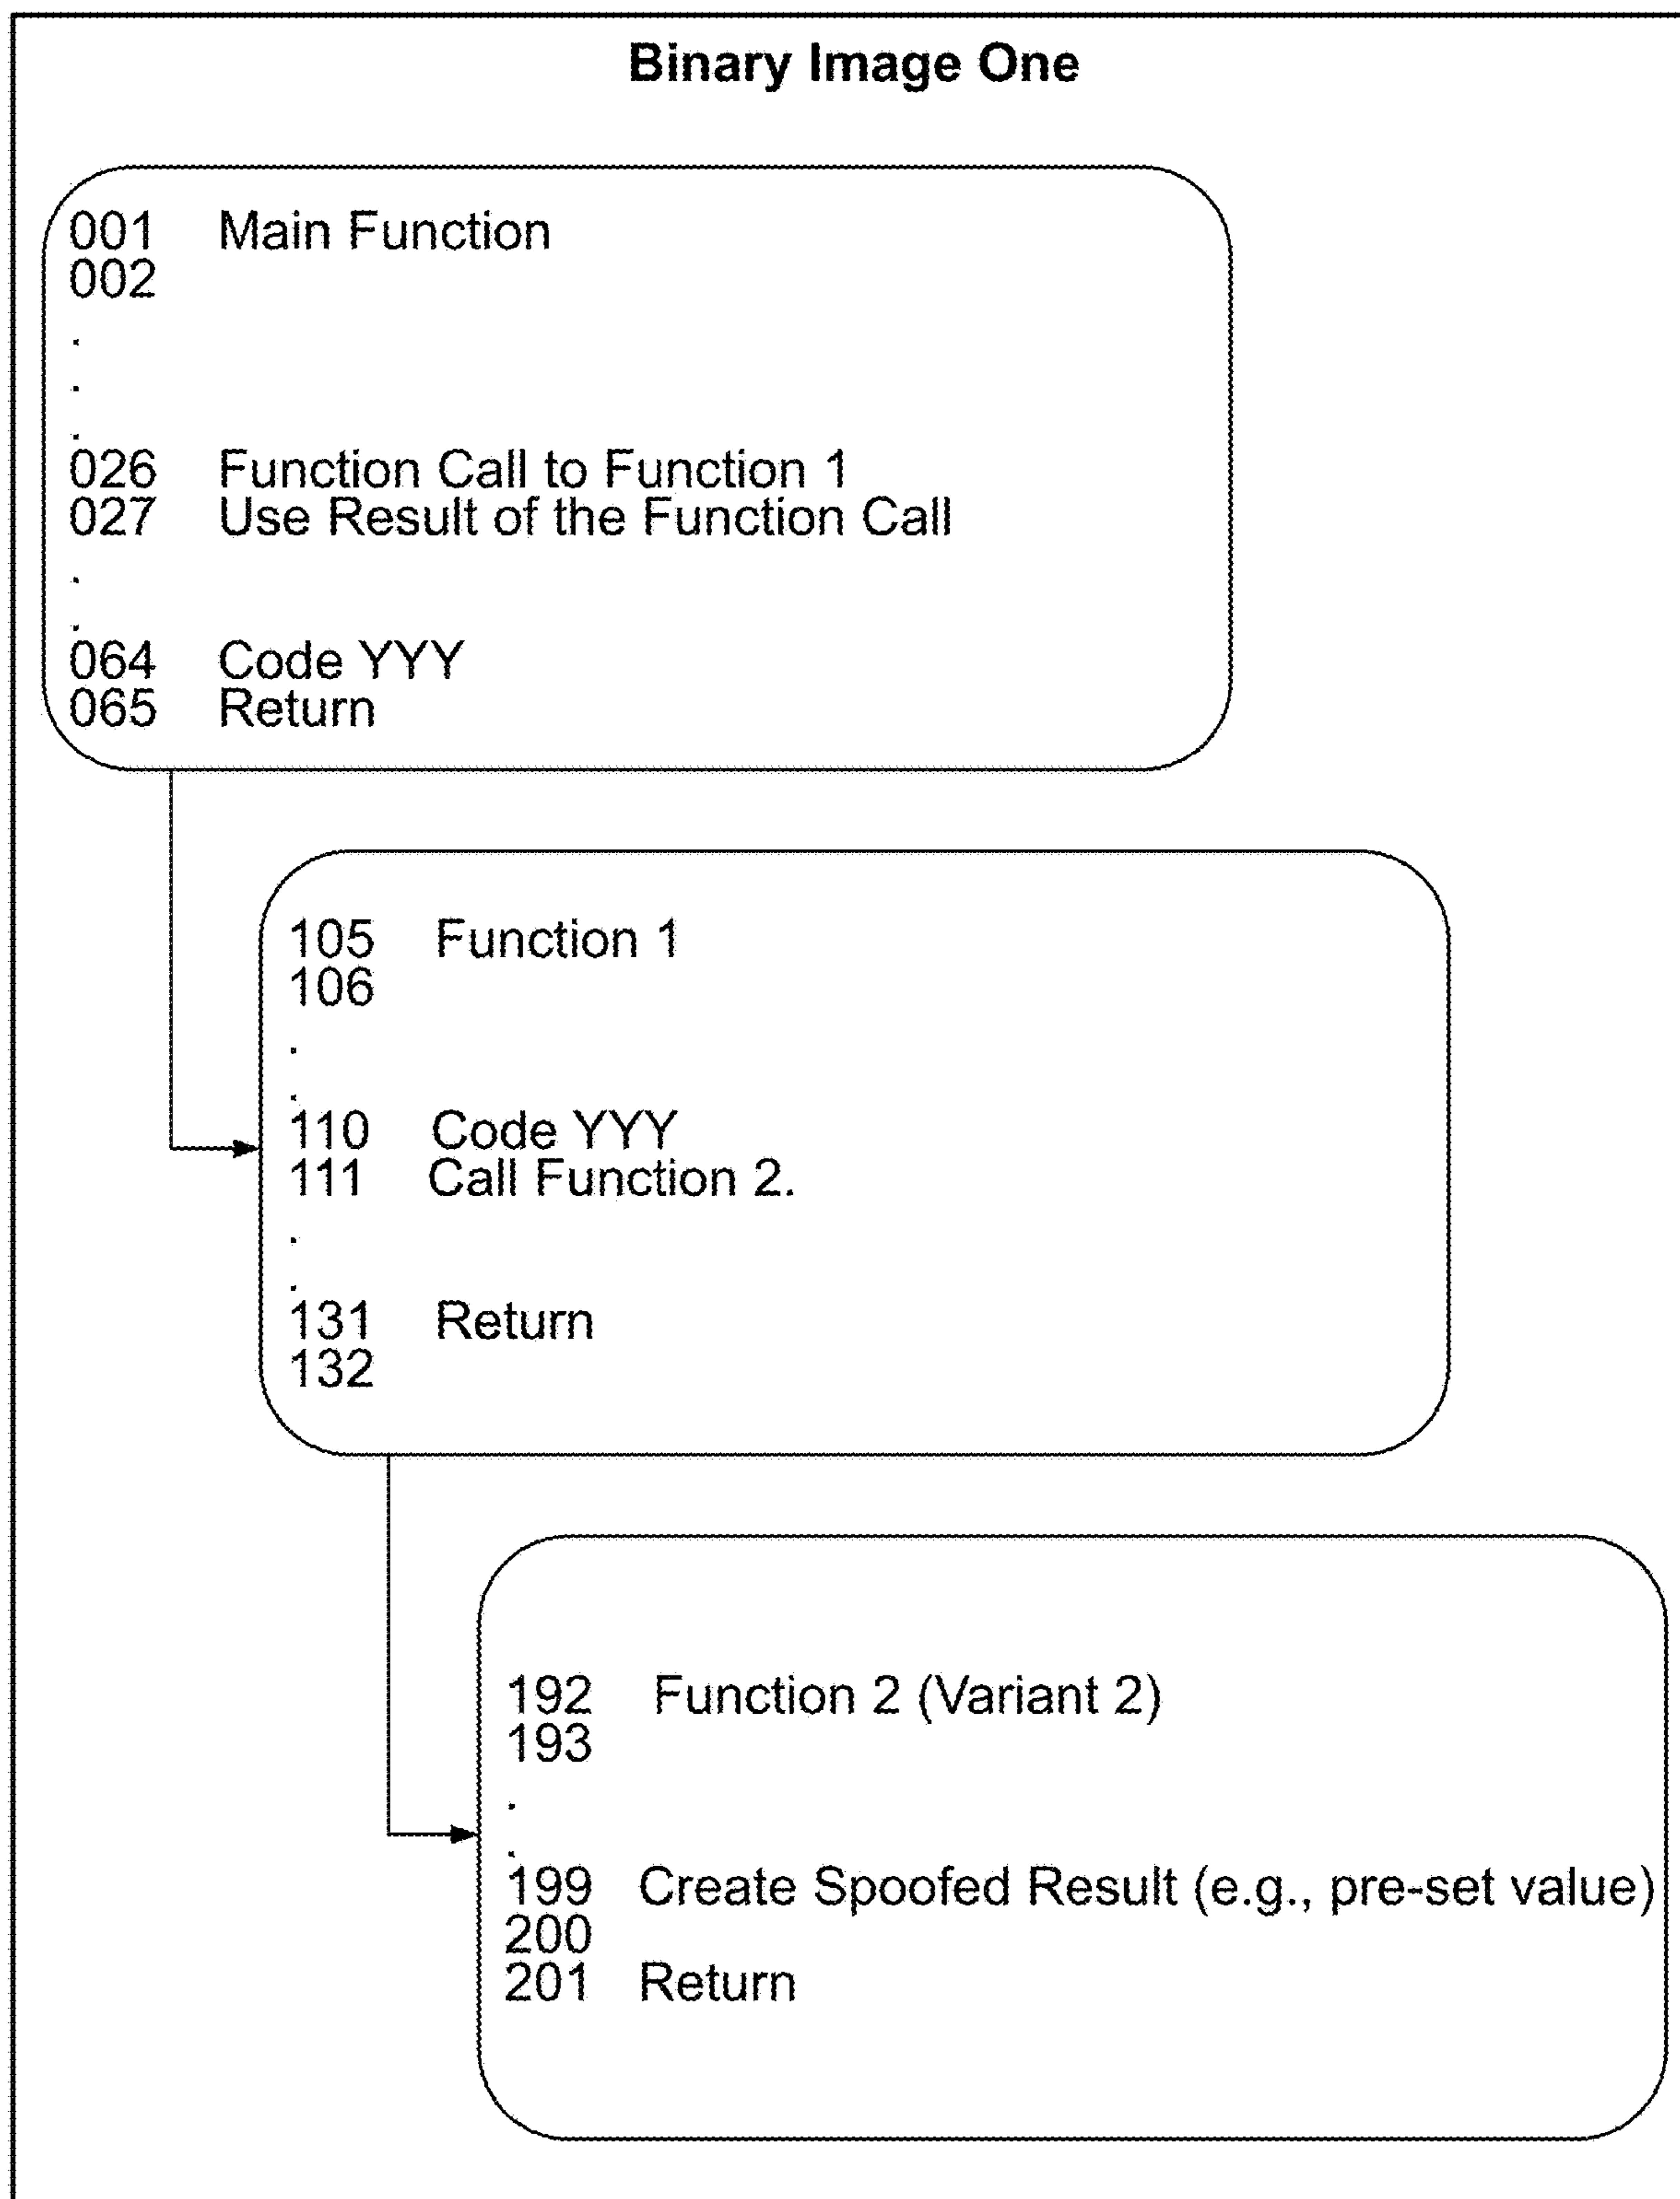 Binary Image One
001 Main Function
002
.
.
.
026 Function Call to Function 1
027 Use Result of the Function Call
.
.
064 Code YYY
065 Return
105 Function 1
106
.
.
110 Code YYY
111 Call Function 2.
.
.
131 Return
132
192 Function 2 (Variant 2)
193
.
.
199 Create Spoofed Result (e.g., pre-set value)
200
201 Return